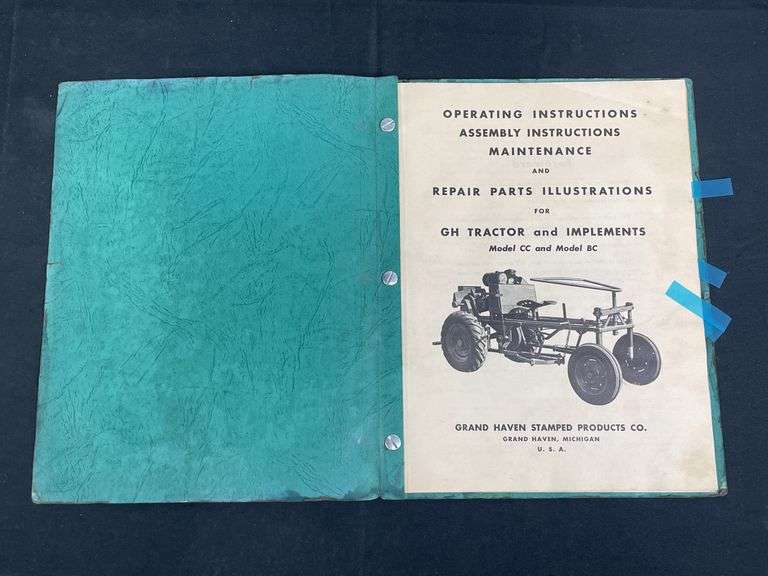 OPERATING INSTRUCTIONS
ASSEMBLY INSTRUCTIONS
MAINTENANCE
AND
REPAIR PARTS ILLUSTRATIONS
FOR
GH TRACTOR and IMPLEMENTS
Model CC and Model BC
GRAND HAVEN STAMPED PRODUCTS CO.
GRAND HAVEN, MICHIGAN
U. S. A.